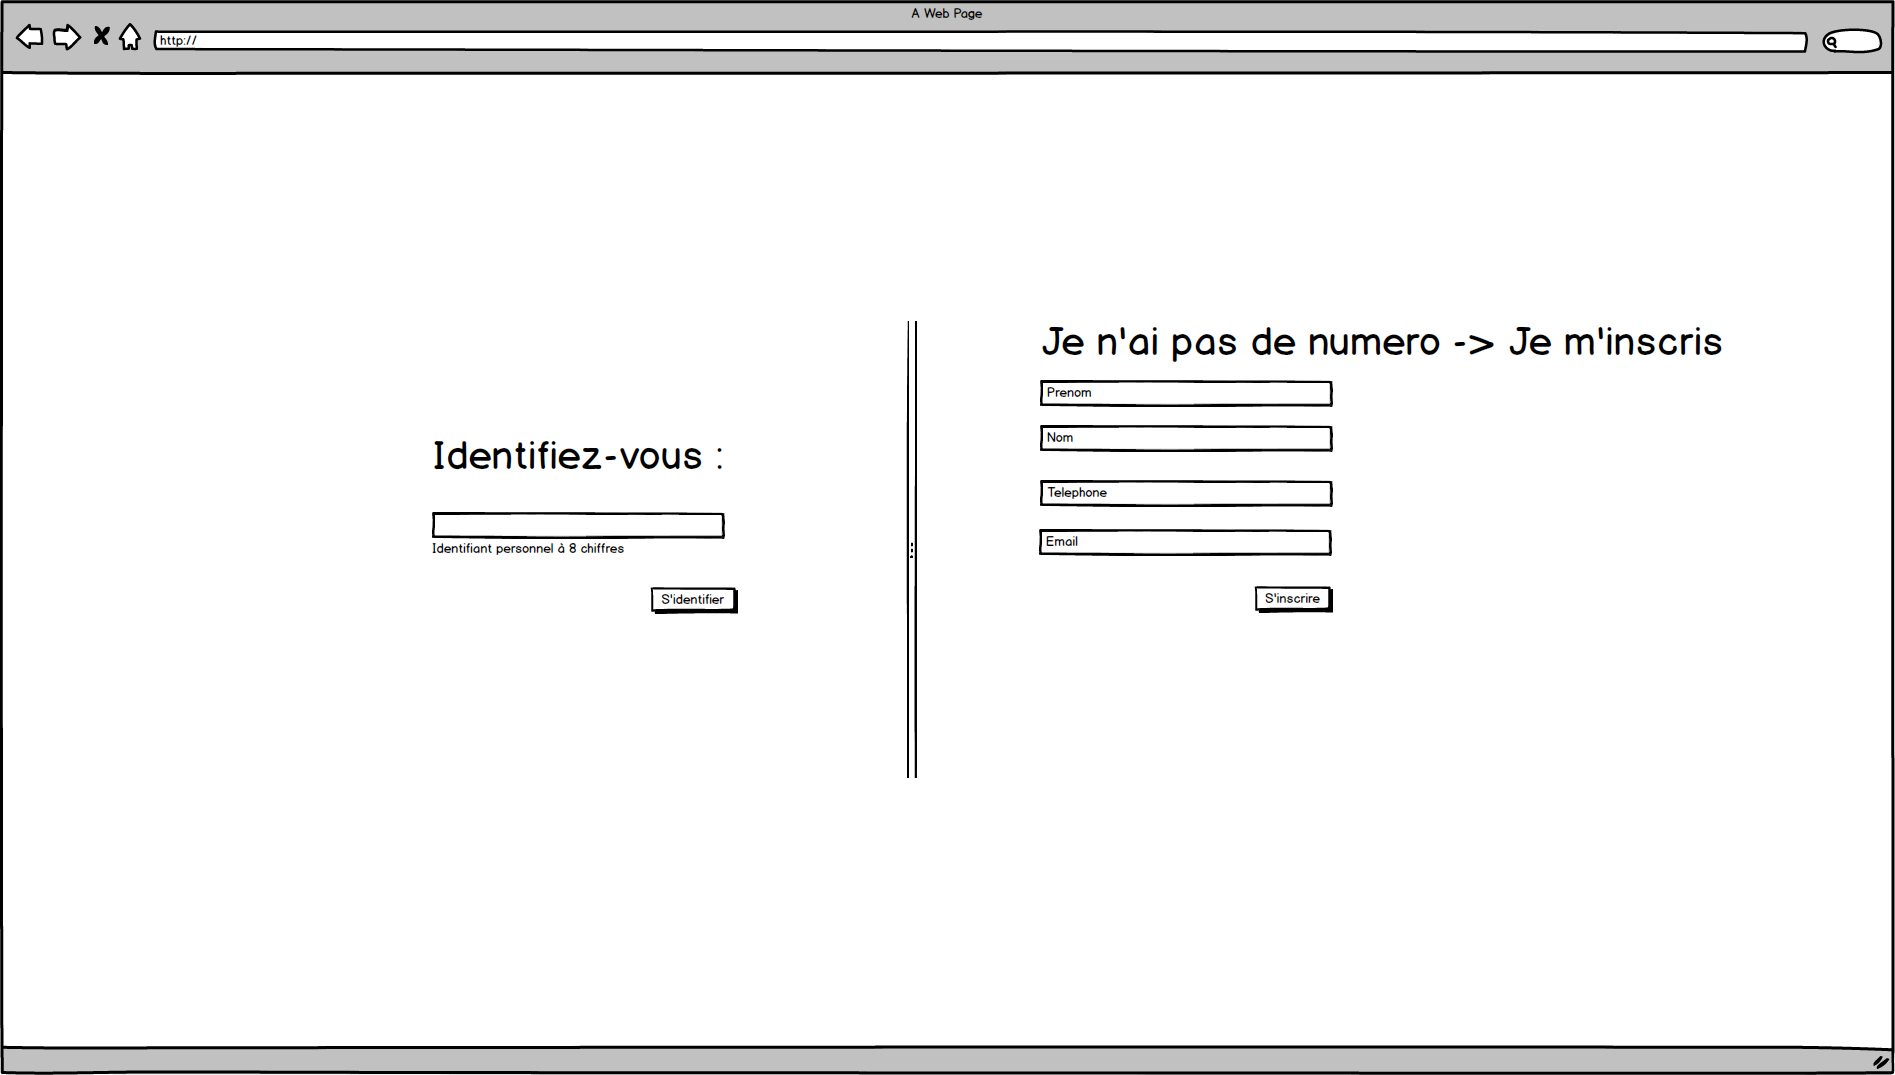 A Web Page
http://
Identifiez-vous :
Identifiant personnel à 8 chiffres
S'identifier
Je n'ai pas de numero -> Je m'inscris
Prenom
Nom
Telephone
Email
S'inscrire